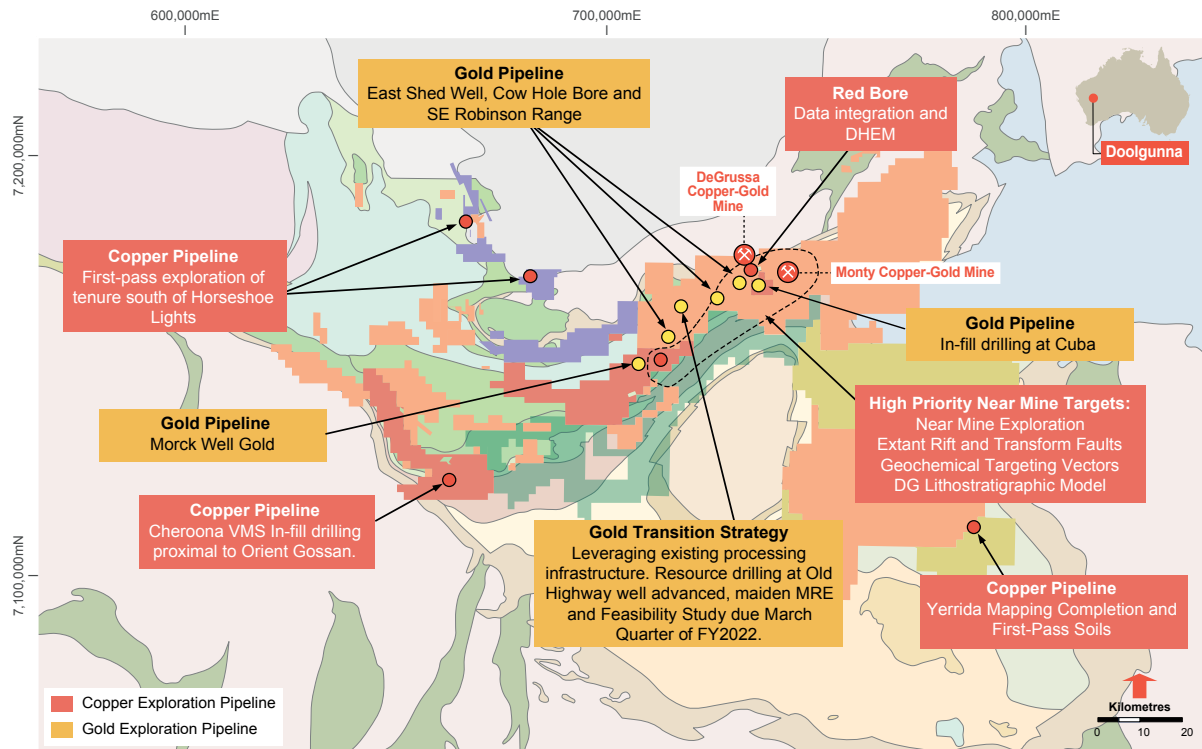 600,000mE
700,000mE
800,000mE
7,200,000mN
7,100,000mN
Gold Pipeline
East Shed Well, Cow Hole Bore and
SE Robinson Range
Red Bore
Data integration and
DHEM
Doolgunna
DeGrussa
Copper-Gold
Mine
Monty Copper-Gold Mine
Copper Pipeline
First-pass exploration of
tenure south of Horseshoe
Lights
Gold Pipeline
In-fill drilling at Cuba
Gold Pipeline
Morck Well Gold
High Priority Near Mine Targets:
Near Mine Exploration
Extant Rift and Transform Faults
Geochemical Targeting Vectors
DG Lithostratigraphic Model
Copper Pipeline
Cheroona VMS In-fill drilling
proximal to Orient Gossan.
Gold Transition Strategy
Leveraging existing processing
infrastructure. Resource drilling at Old
Highway well advanced, maiden MRE
and Feasibility Study due March
Quarter of FY2022.
Copper Pipeline
Yerrida Mapping Completion and
First-Pass Soils
Copper Exploration Pipeline
Gold Exploration Pipeline
Kilometres
0 10 20